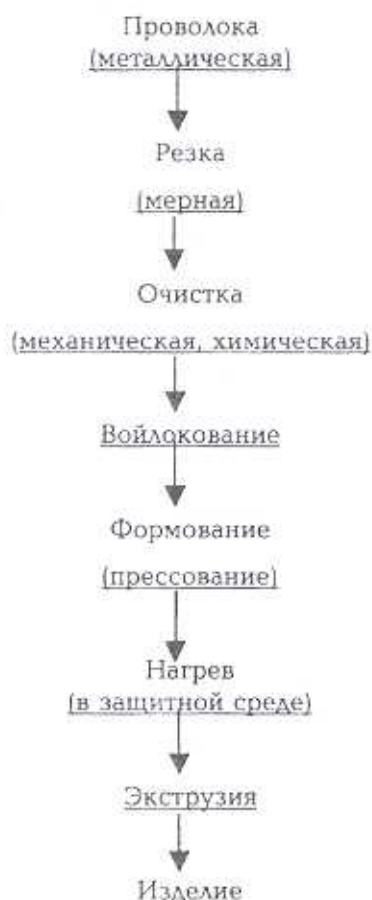 Проволока
(металлическая)
Резка
(мерная)
Очистка
(механическая, химическая)
Войлокование
Формование
(прессование)
Нагрев
(в защитной среде)
Экструзия
Изделие